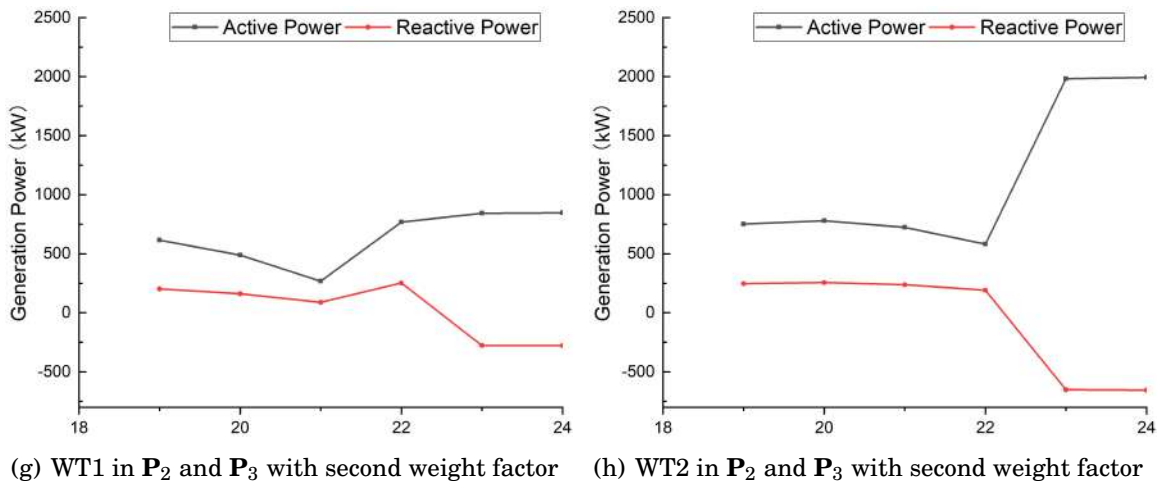 2500
Active Power
Reactive Power
2000
1500
1000
500
0
-500
Generation Power (kW)
18
20
22
24
(g) WT1 in P₂ and P₃ with second weight factor
2500
Active Power
Reactive Power
2000
1500
1000
500
0
-500
Generation Power (kW)
18
20
22
24
(h) WT2 in P₂ and P₃ with second weight factor